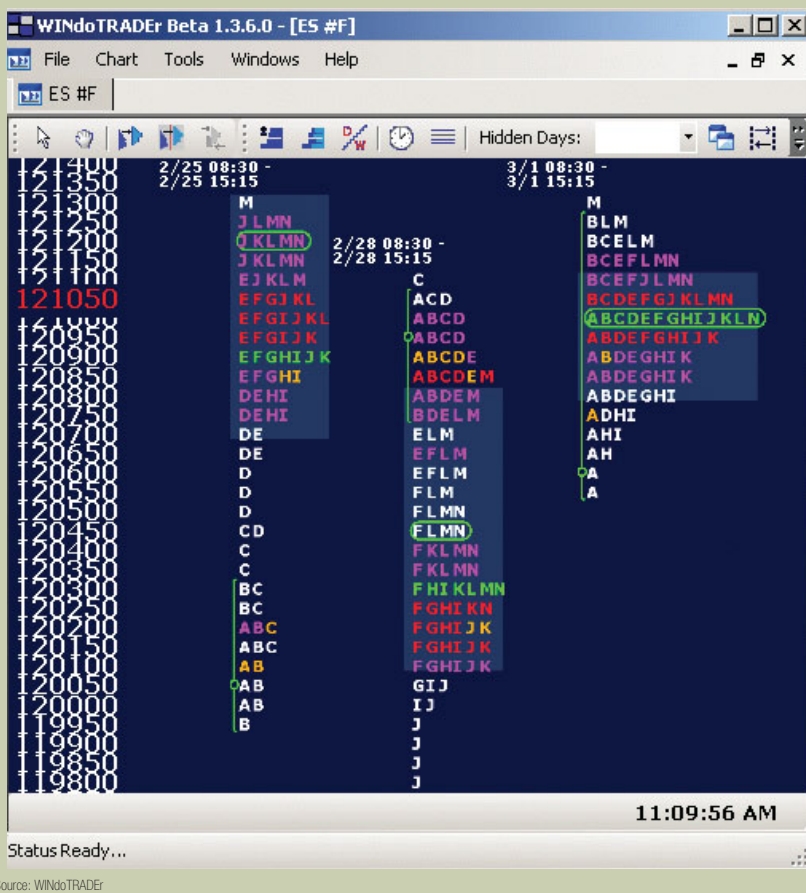 WINdoTRADEr Beta 1.3.6.0 - [ES #F]
File Chart Tools Windows Help
ES #F
D/W Hidden Days:
121400 2/25 08:30 - 3/1 08:30 -
121350 2/25 15:15 3/1 15:15
121300 M M
121250 JLMN BLM
121200 JKLMN 2/28 08:30 - BCELM
121150 JKLMN 2/28 15:15 BCEFLMN
121100 EJKLM C BCEFJLMN
121050 EFGJKL ACD BCDEFGJKLMN
121000 EFGIJKL ABCD ABCDEFGHIJKLN
120950 EFGIJK ABCD ABDEFGHIJK
120900 EFGHIJK ABCDE ABDEGHIK
120850 EFGHI ABCDEM ABDEGHIK
120800 DEHI ABDEM ABDEGHI
120750 DEHI BDELM ADHI
120700 DE ELM AHI
120650 DE EFLM AH
120600 D EFLM A
120550 D FLM A
120500 D FLMN
120450 CD FLMN
120400 C FKLMN
120350 C FKLMN
120300 BC FHIKLMN
120250 BC FGHIKN
120200 ABC FGHIJK
120150 ABC FGHIJK
120100 AB FGHIJK
120050 AB GIJ
120000 AB IJ
119950 B J
119900 J
119850 J
119800 J
11:09:56 AM
Status Ready...
ource: WINdoTRADEr